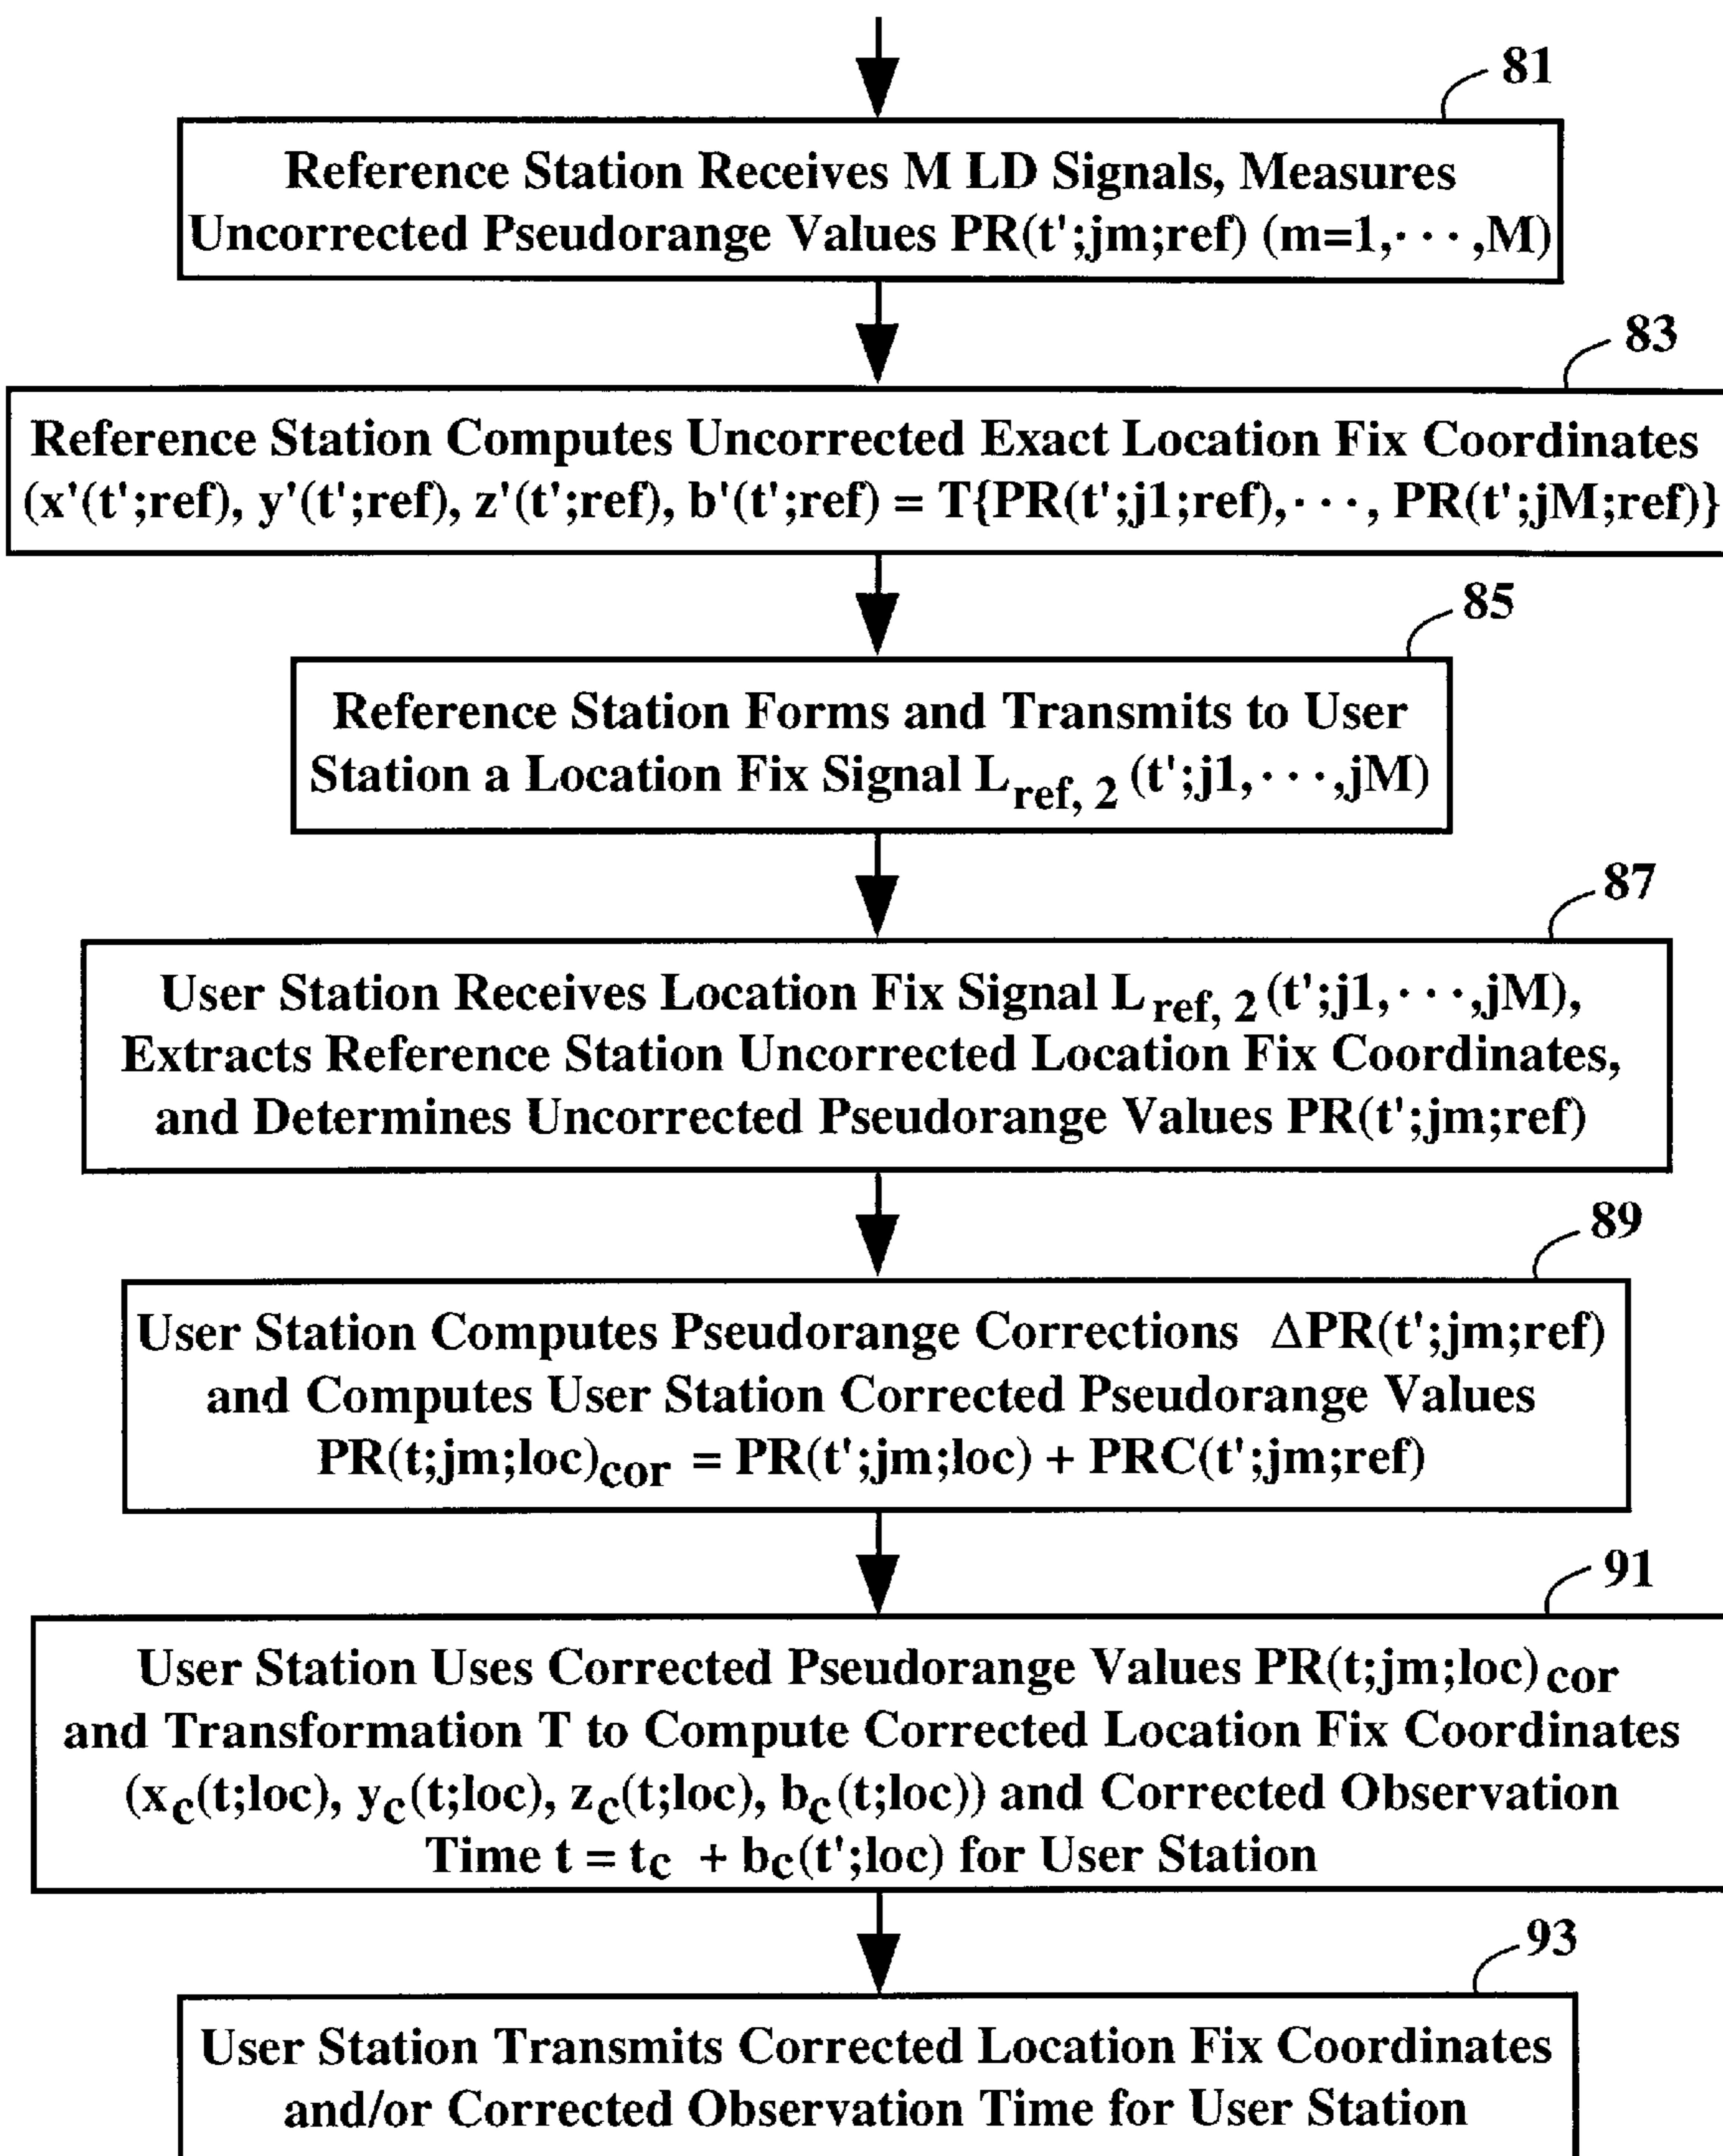 81
Reference Station Receives M LD Signals, Measures
Uncorrected Pseudorange Values PR(t';jm;ref) (m=1,· · · ,M)
83
Reference Station Computes Uncorrected Exact Location Fix Coordinates
(x'(t';ref), y'(t';ref), z'(t';ref), b'(t';ref) = T{PR(t';j1;ref),· · ·, PR(t';jM;ref)}
85
Reference Station Forms and Transmits to User
Station a Location Fix Signal Lref, 2 (t';j1,· · ·,jM)
87
User Station Receives Location Fix Signal Lref, 2 (t';j1,· · ·,jM),
Extracts Reference Station Uncorrected Location Fix Coordinates,
and Determines Uncorrected Pseudorange Values PR(t';jm;ref)
89
User Station Computes Pseudorange Corrections ΔPR(t';jm;ref)
and Computes User Station Corrected Pseudorange Values
PR(t;jm;loc)cor = PR(t';jm;loc) + PRC(t';jm;ref)
91
User Station Uses Corrected Pseudorange Values PR(t;jm;loc)cor
and Transformation T to Compute Corrected Location Fix Coordinates
(xc(t;loc), yc(t;loc), zc(t;loc), bc(t;loc)) and Corrected Observation
Time t = tc + bc(t';loc) for User Station
93
User Station Transmits Corrected Location Fix Coordinates
and/or Corrected Observation Time for User Station